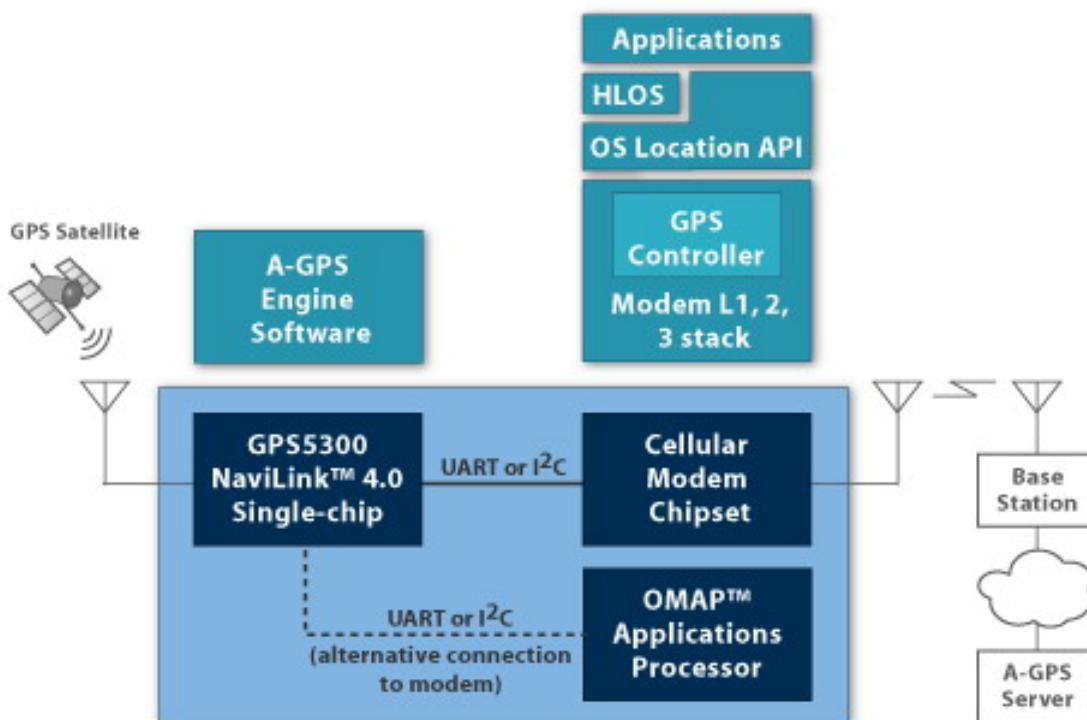 Applications
HLOS
OS Location API
GPS
Controller
Modem L1, 2,
3 stack
GPS Satellite
A-GPS
Engine
Software
GPS5300
NaviLink™ 4.0
Single-chip
UART or I²C
Cellular
Modem
Chipset
UART or I²C
(alternative connection
to modem)
OMAP™
Applications
Processor
Base
Station
A-GPS
Server